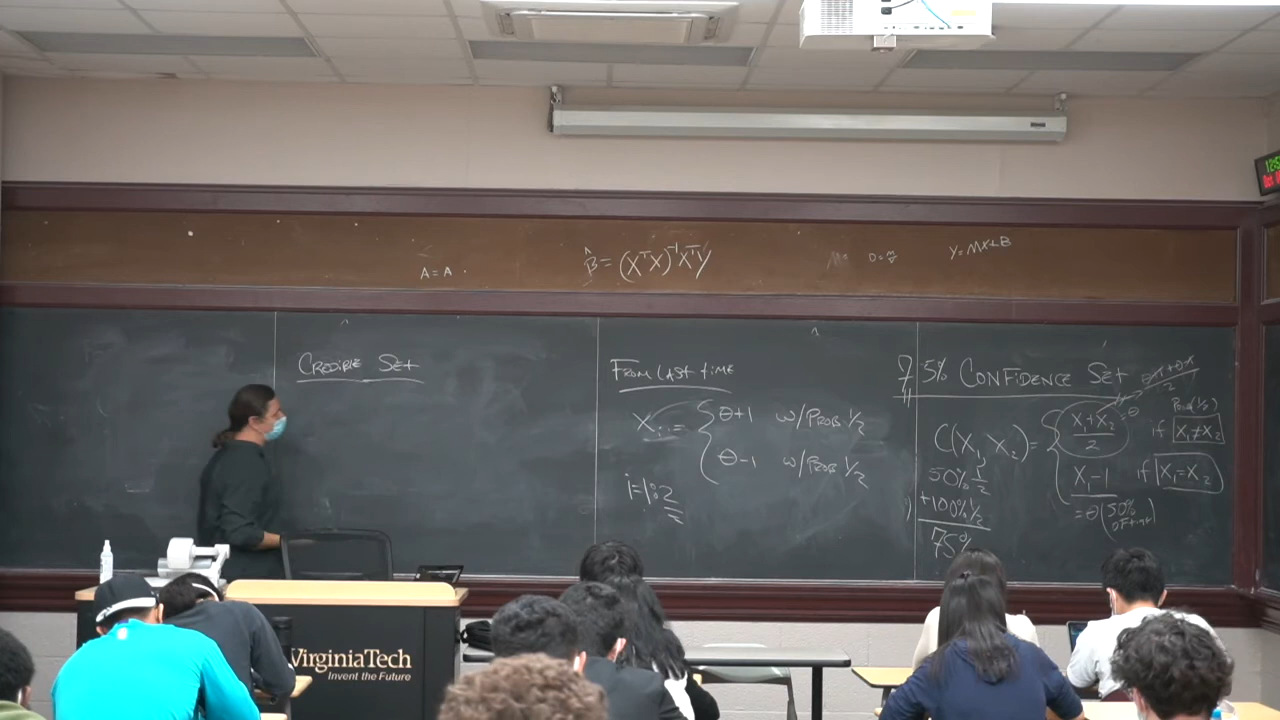 A = A
β̂ = (XᵀX)⁻¹XᵀY
D = m/v
Y = MX + B
CREDIBLE SET
FROM LAST TIME
Xᵢ = { θ+1 W/PROB 1/2
θ-1 W/PROB 1/2
i=1:2
75% CONFIDENCE SET
C(X₁, X₂) = { (X₁+X₂)/2 = θ if X₁≠X₂
X₁-1 if X₁=X₂
= θ (50%
50% 1/2
+100% 1/2
75%
12:5
VirginiaTech
Invent the Future